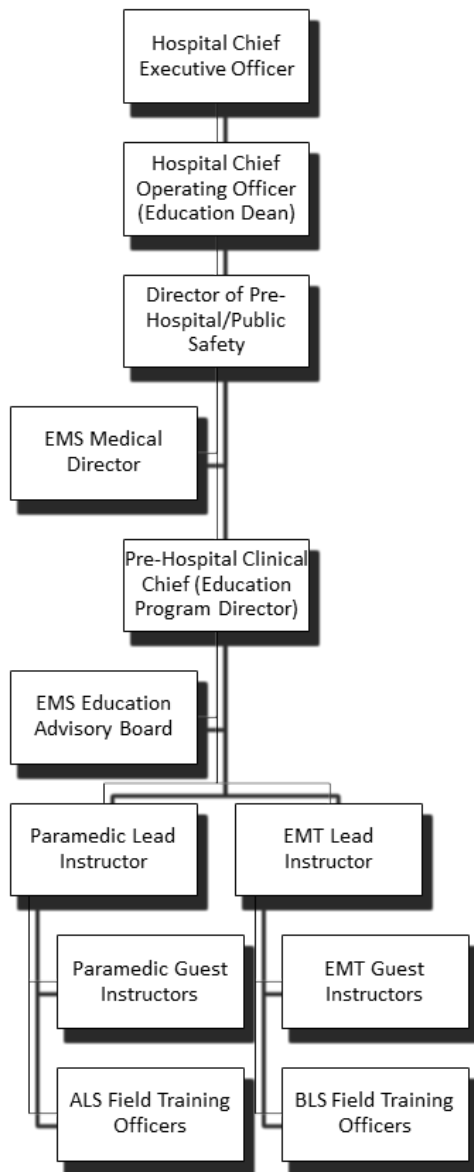 Hospital Chief
Executive Officer
Hospital Chief
Operating Officer
(Education Dean)
Director of Pre-
Hospital/Public
Safety
EMS Medical
Director
Pre-Hospital Clinical
Chief (Education
Program Director)
EMS Education
Advisory Board
Paramedic Lead
Instructor
EMT Lead
Instructor
Paramedic Guest
Instructors
EMT Guest
Instructors
ALS Field Training
Officers
BLS Field Training
Officers